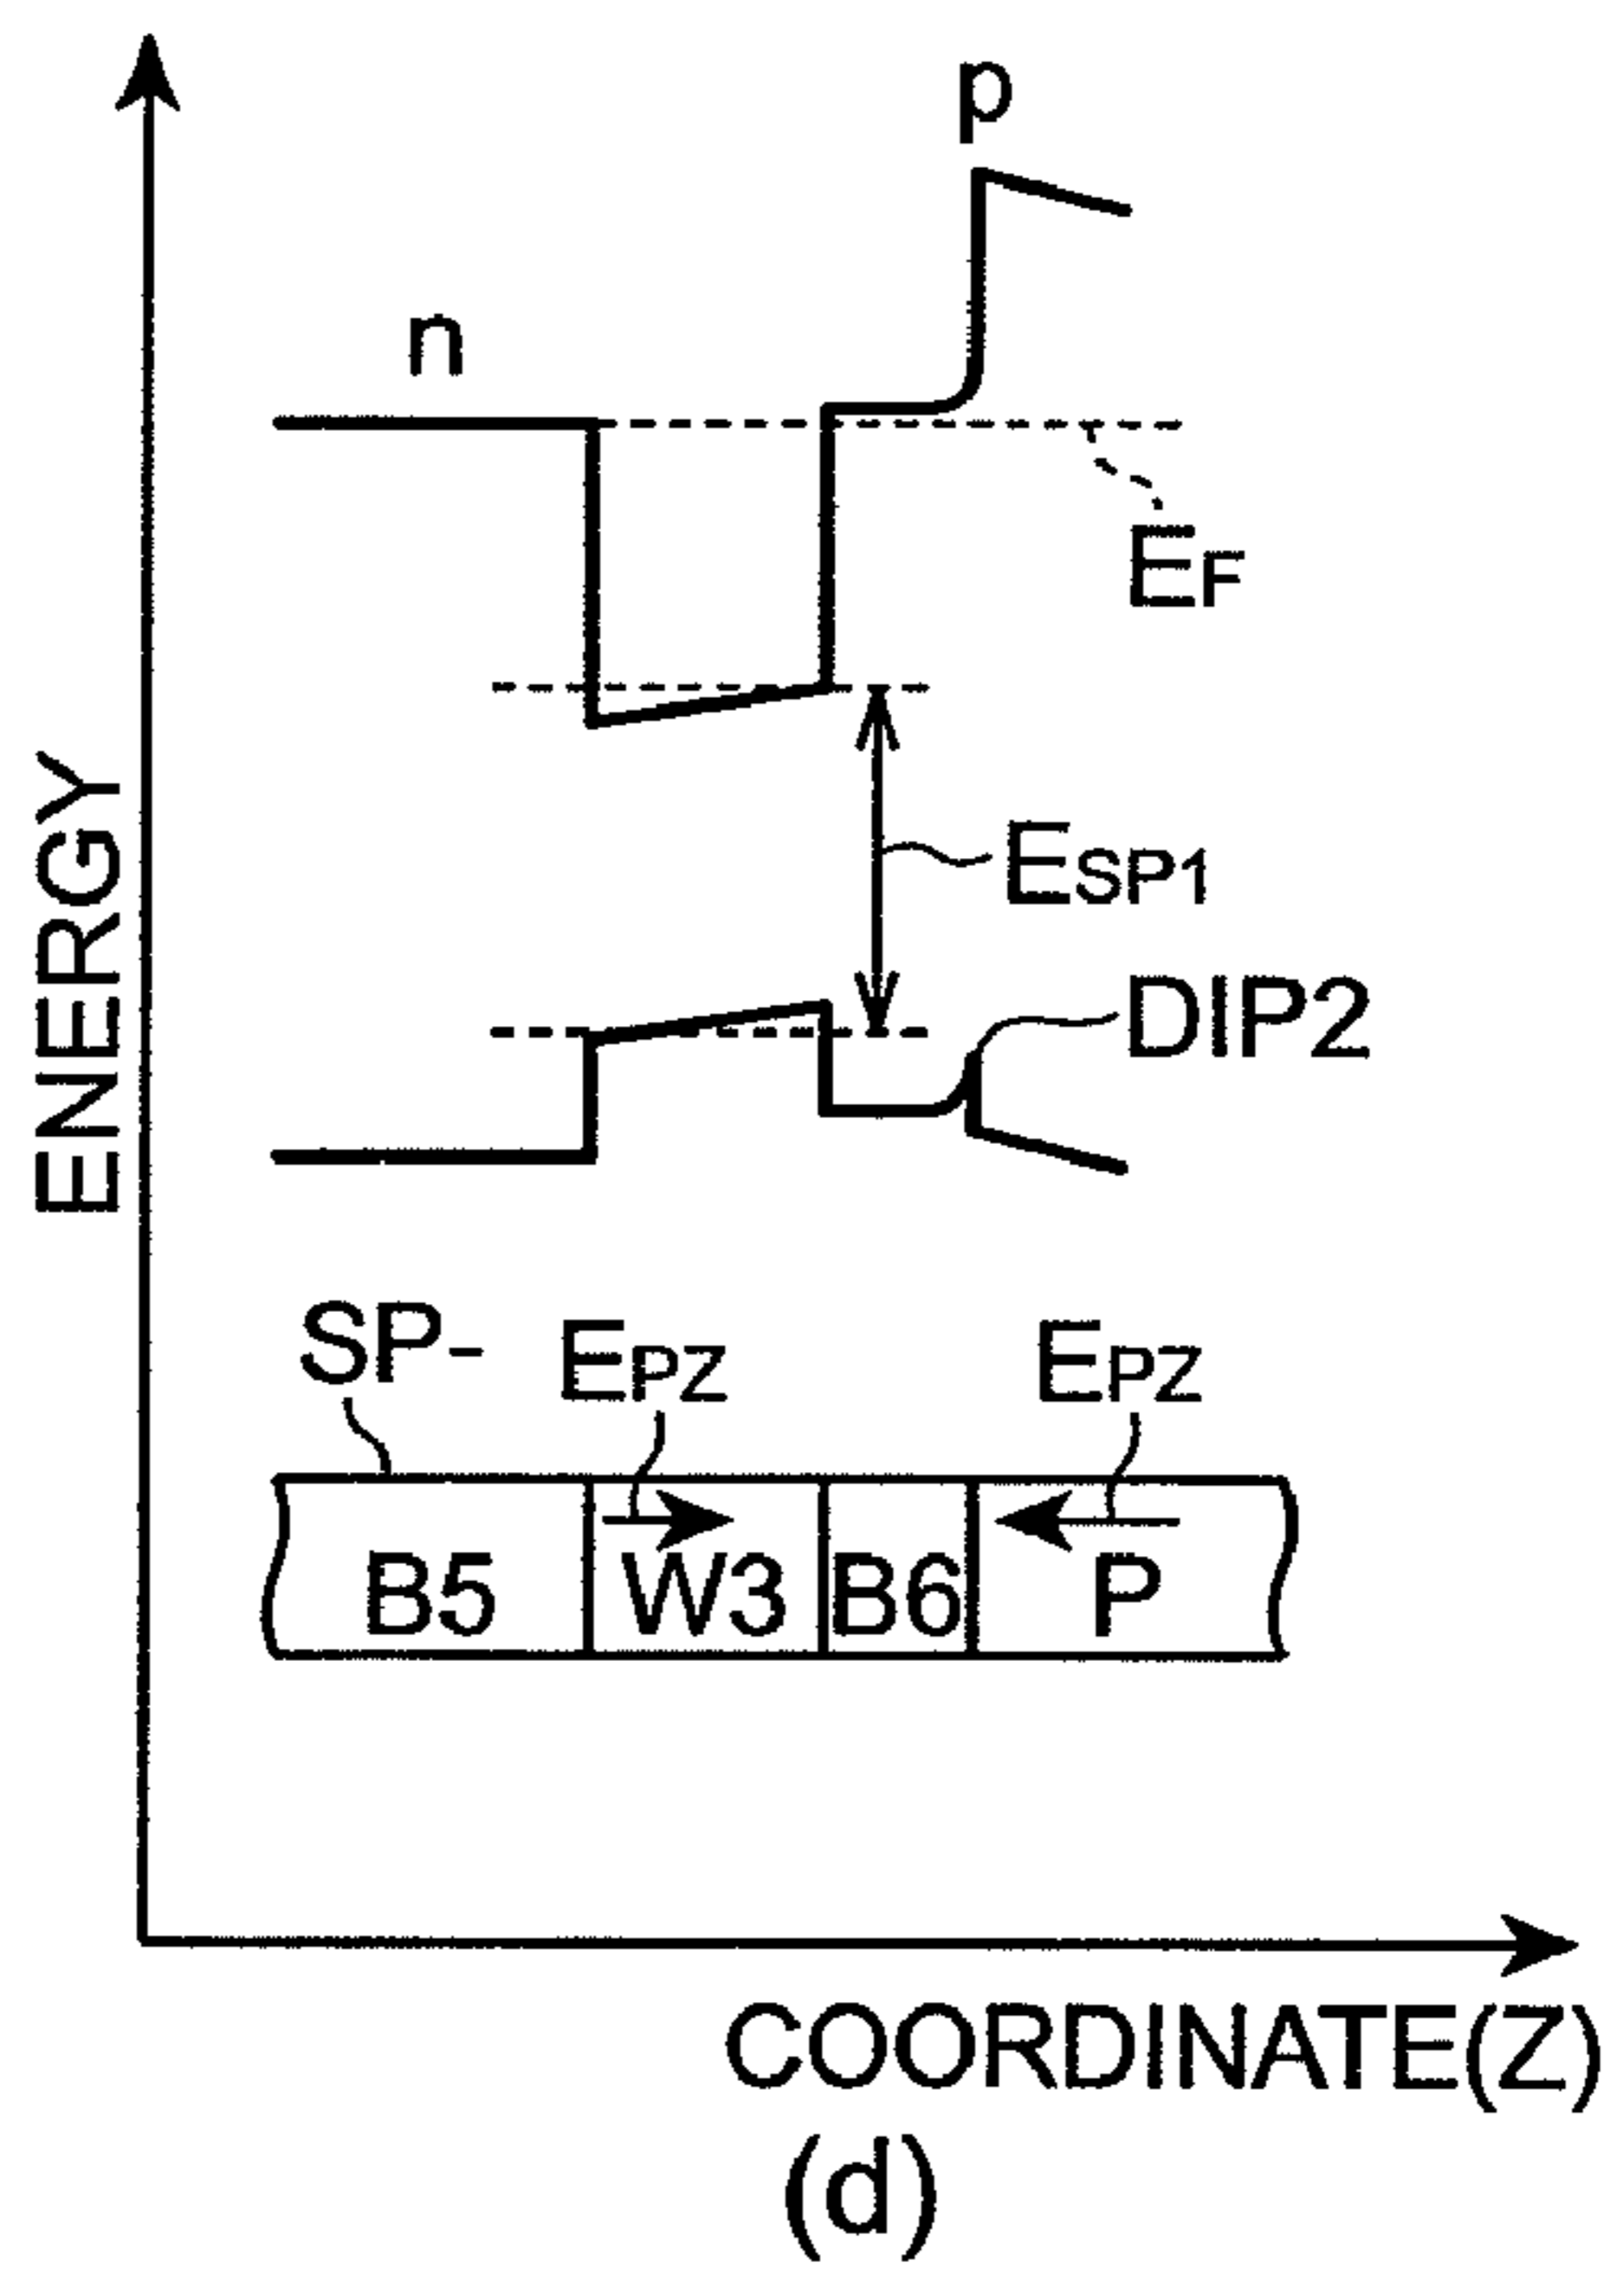 p
n
EF
ENERGY
ESP1
DIP2
SP-
EPZ
EPZ
B5
W3
B6
P
COORDINATE(Z)
(d)